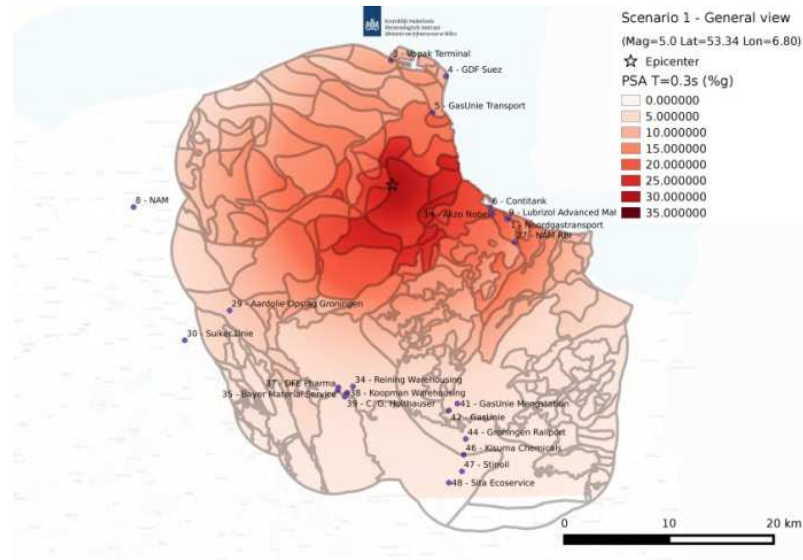 Koninklijk Nederlands
Meteorologisch Instituut
Scenario 1 - General view
(Mag=5.0 Lat=53.34 Lon=6.80)
Epicenter
PSA T=0.3s (%g)
0.000000
5.000000
10.000000
15.000000
20.000000
25.000000
30.000000
35.000000
3 - Vopak Terminal
4 - GDF Suez
5 - GasUnie Transport
8 - NAM
6 - Contitank
14 - Akzo Nobel
9 - Lubrizol Advanced Mat
1 - Noordgastransport
NAM
29 - Aardolie Opslag Groningen
30 - Suiker Unie
34 - Reining Warehousing
37 - DFE Pharma
35 - Bayer Material Service
38 - Koopman Warehousing
39 - C. G. Holthauser
41 - GasUnie Mengstation
42 - GasUnie
44 - Groningen Railport
46 - Kisuma Chemicals
47 - Stinoil
48 - Sita Ecoservice
0 10 20 km